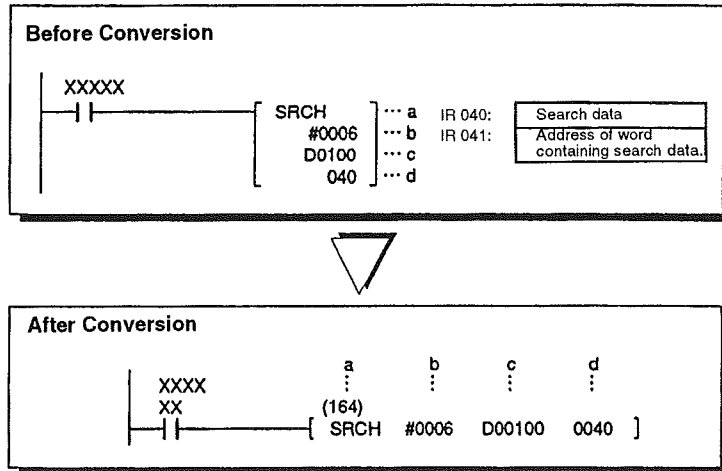 Before Conversion
XXXXX
SRCH ··· a IR 040: Search data
#0006 ··· b IR 041: Address of word
D0100 ··· c containing search data.
040 ··· d
After Conversion
a b c d
XXXX
XX (164)
SRCH #0006 D00100 0040